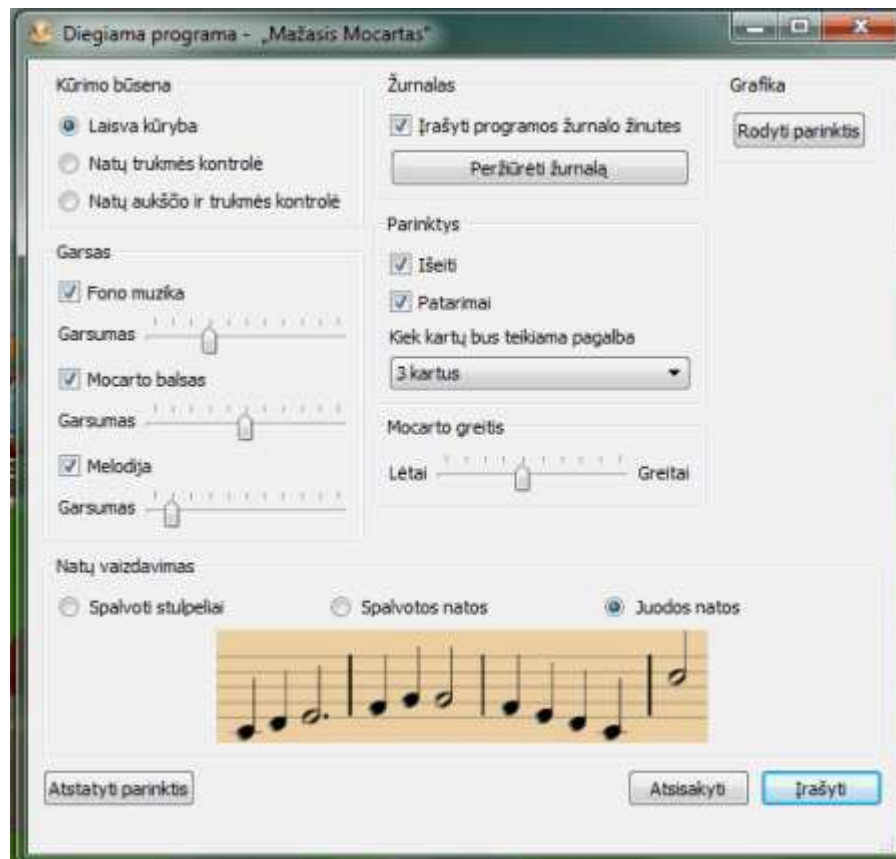 Diegiama programa - „Mažasis Mocartas"
Kūrimo būsena
Laisva kūryba
Natų trukmės kontrolė
Natų aukščio ir trukmės kontrolė
Garsas
Fono muzika
Garsumas
Mocarto balsas
Garsumas
Melodija
Garsumas
Žurnalas
Įrašyti programos žurnalo žinutes
Peržiūrėti žurnalą
Parinktys
Išeiti
Patarimai
Kiek kartų bus teikiama pagalba
3 kartus
Mocarto greitis
Lėtai Greitai
Grafika
Rodyti parinktis
Natų vaizdavimas
Spalvoti stulpeliai Spalvotos natos Juodos natos
Atstatyti parinktis Atsisakyti Įrašyti